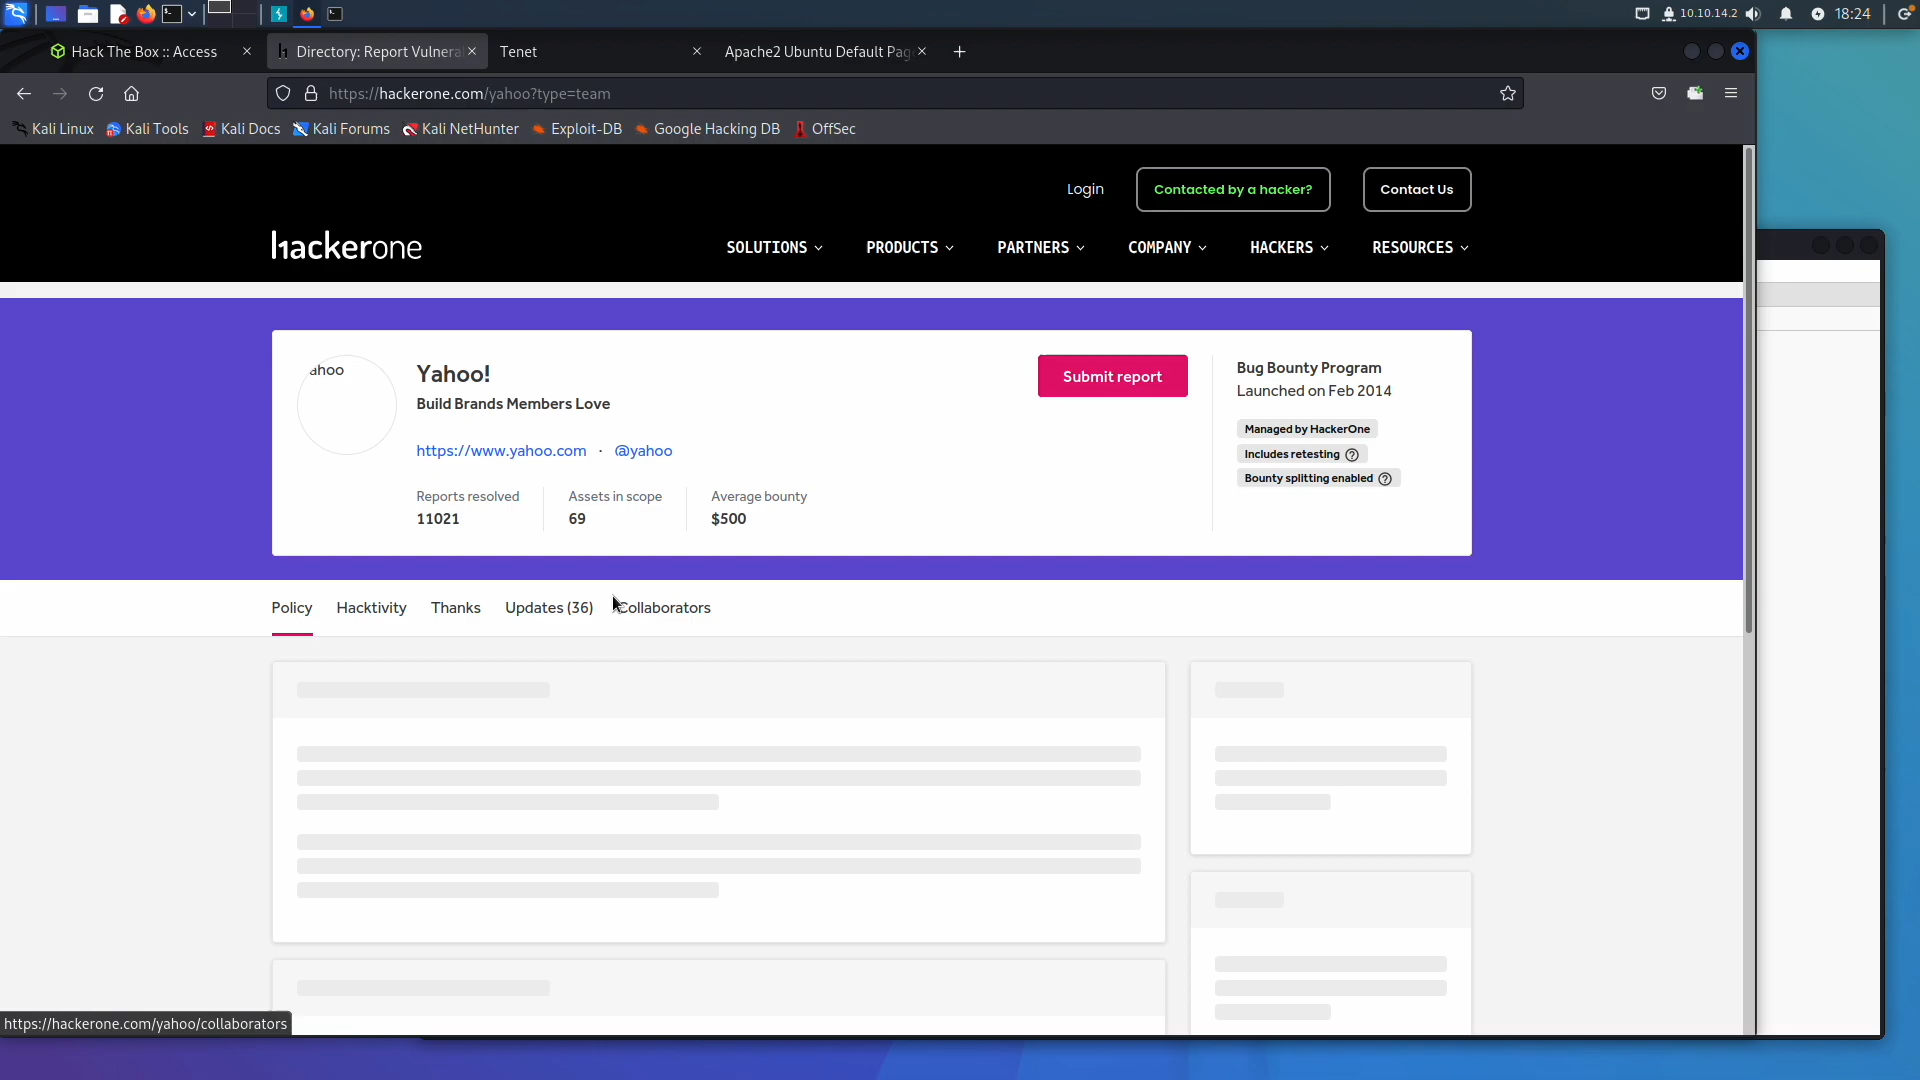 10.10.14.2
18:24
Hack The Box :: Access
Directory: Report Vulnera
Tenet
Apache2 Ubuntu Default Pag
https://hackerone.com/yahoo?type=team
Kali Linux
Kali Tools
Kali Docs
Kali Forums
Kali NetHunter
Exploit-DB
Google Hacking DB
OffSec
Login
Contacted by a hacker?
Contact Us
hackerone
SOLUTIONS
PRODUCTS
PARTNERS
COMPANY
HACKERS
RESOURCES
ahoo
Yahoo!
Build Brands Members Love
https://www.yahoo.com · @yahoo
Reports resolved
11021
Assets in scope
69
Average bounty
$500
Submit report
Bug Bounty Program
Launched on Feb 2014
Managed by HackerOne
Includes retesting
Bounty splitting enabled
Policy
Hacktivity
Thanks
Updates (36)
Collaborators
https://hackerone.com/yahoo/collaborators